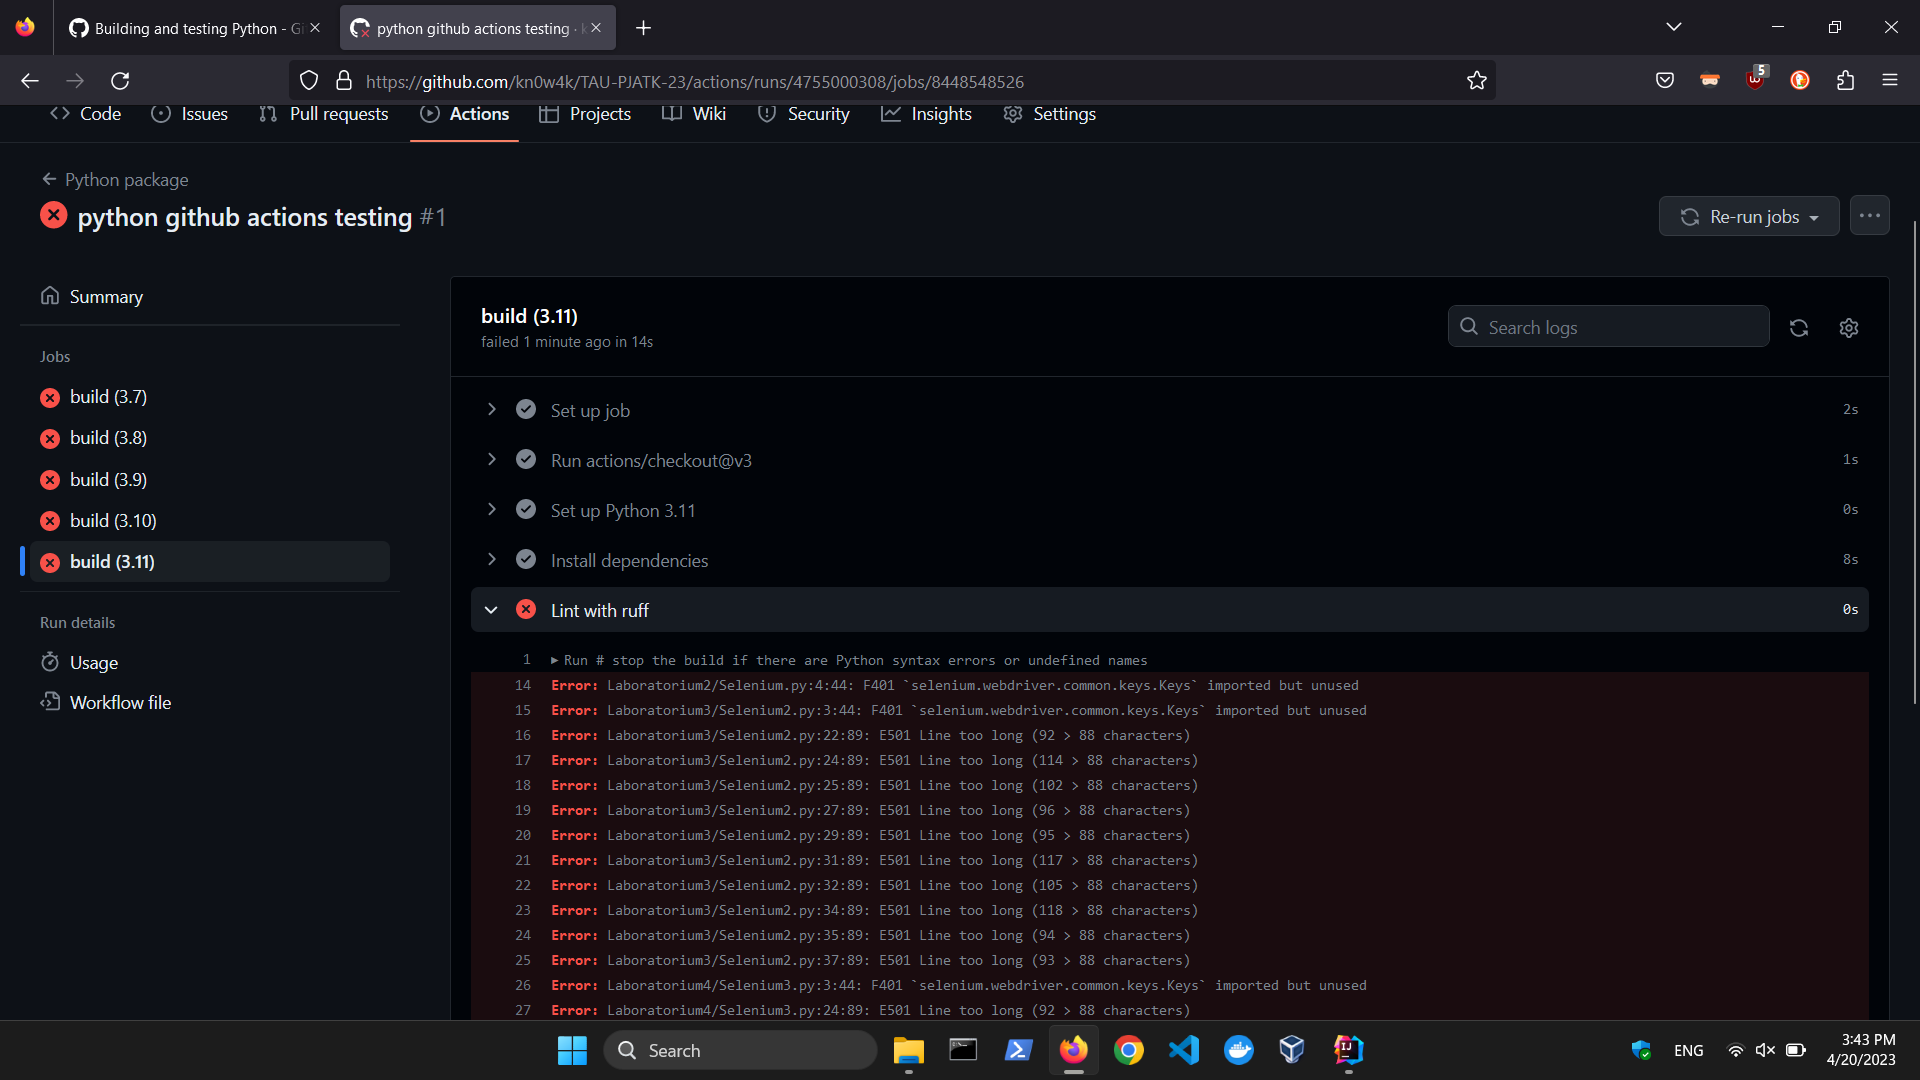 Building and testing Python - Gi
python github actions testing · k
https://github.com/kn0w4k/TAU-PJATK-23/actions/runs/4755000308/jobs/8448548526
5
Code
Issues
Pull requests
Actions
Projects
Wiki
Security
Insights
Settings
Python package
python github actions testing #1
Re-run jobs
Summary
Jobs
build (3.7)
build (3.8)
build (3.9)
build (3.10)
build (3.11)
Run details
Usage
Workflow file
build (3.11)
failed 1 minute ago in 14s
Search logs
Set up job 2s
Run actions/checkout@v3 1s
Set up Python 3.11 0s
Install dependencies 8s
Lint with ruff 0s
1 Run # stop the build if there are Python syntax errors or undefined names
14 Error: Laboratorium2/Selenium.py:4:44: F401 `selenium.webdriver.common.keys.Keys` imported but unused
15 Error: Laboratorium3/Selenium2.py:3:44: F401 `selenium.webdriver.common.keys.Keys` imported but unused
16 Error: Laboratorium3/Selenium2.py:22:89: E501 Line too long (92 > 88 characters)
17 Error: Laboratorium3/Selenium2.py:24:89: E501 Line too long (114 > 88 characters)
18 Error: Laboratorium3/Selenium2.py:25:89: E501 Line too long (102 > 88 characters)
19 Error: Laboratorium3/Selenium2.py:27:89: E501 Line too long (96 > 88 characters)
20 Error: Laboratorium3/Selenium2.py:29:89: E501 Line too long (95 > 88 characters)
21 Error: Laboratorium3/Selenium2.py:31:89: E501 Line too long (117 > 88 characters)
22 Error: Laboratorium3/Selenium2.py:32:89: E501 Line too long (105 > 88 characters)
23 Error: Laboratorium3/Selenium2.py:34:89: E501 Line too long (118 > 88 characters)
24 Error: Laboratorium3/Selenium2.py:35:89: E501 Line too long (94 > 88 characters)
25 Error: Laboratorium3/Selenium2.py:37:89: E501 Line too long (93 > 88 characters)
26 Error: Laboratorium4/Selenium3.py:3:44: F401 `selenium.webdriver.common.keys.Keys` imported but unused
27 Error: Laboratorium4/Selenium3.py:24:89: E501 Line too long (92 > 88 characters)
Search
ENG
3:43 PM
4/20/2023